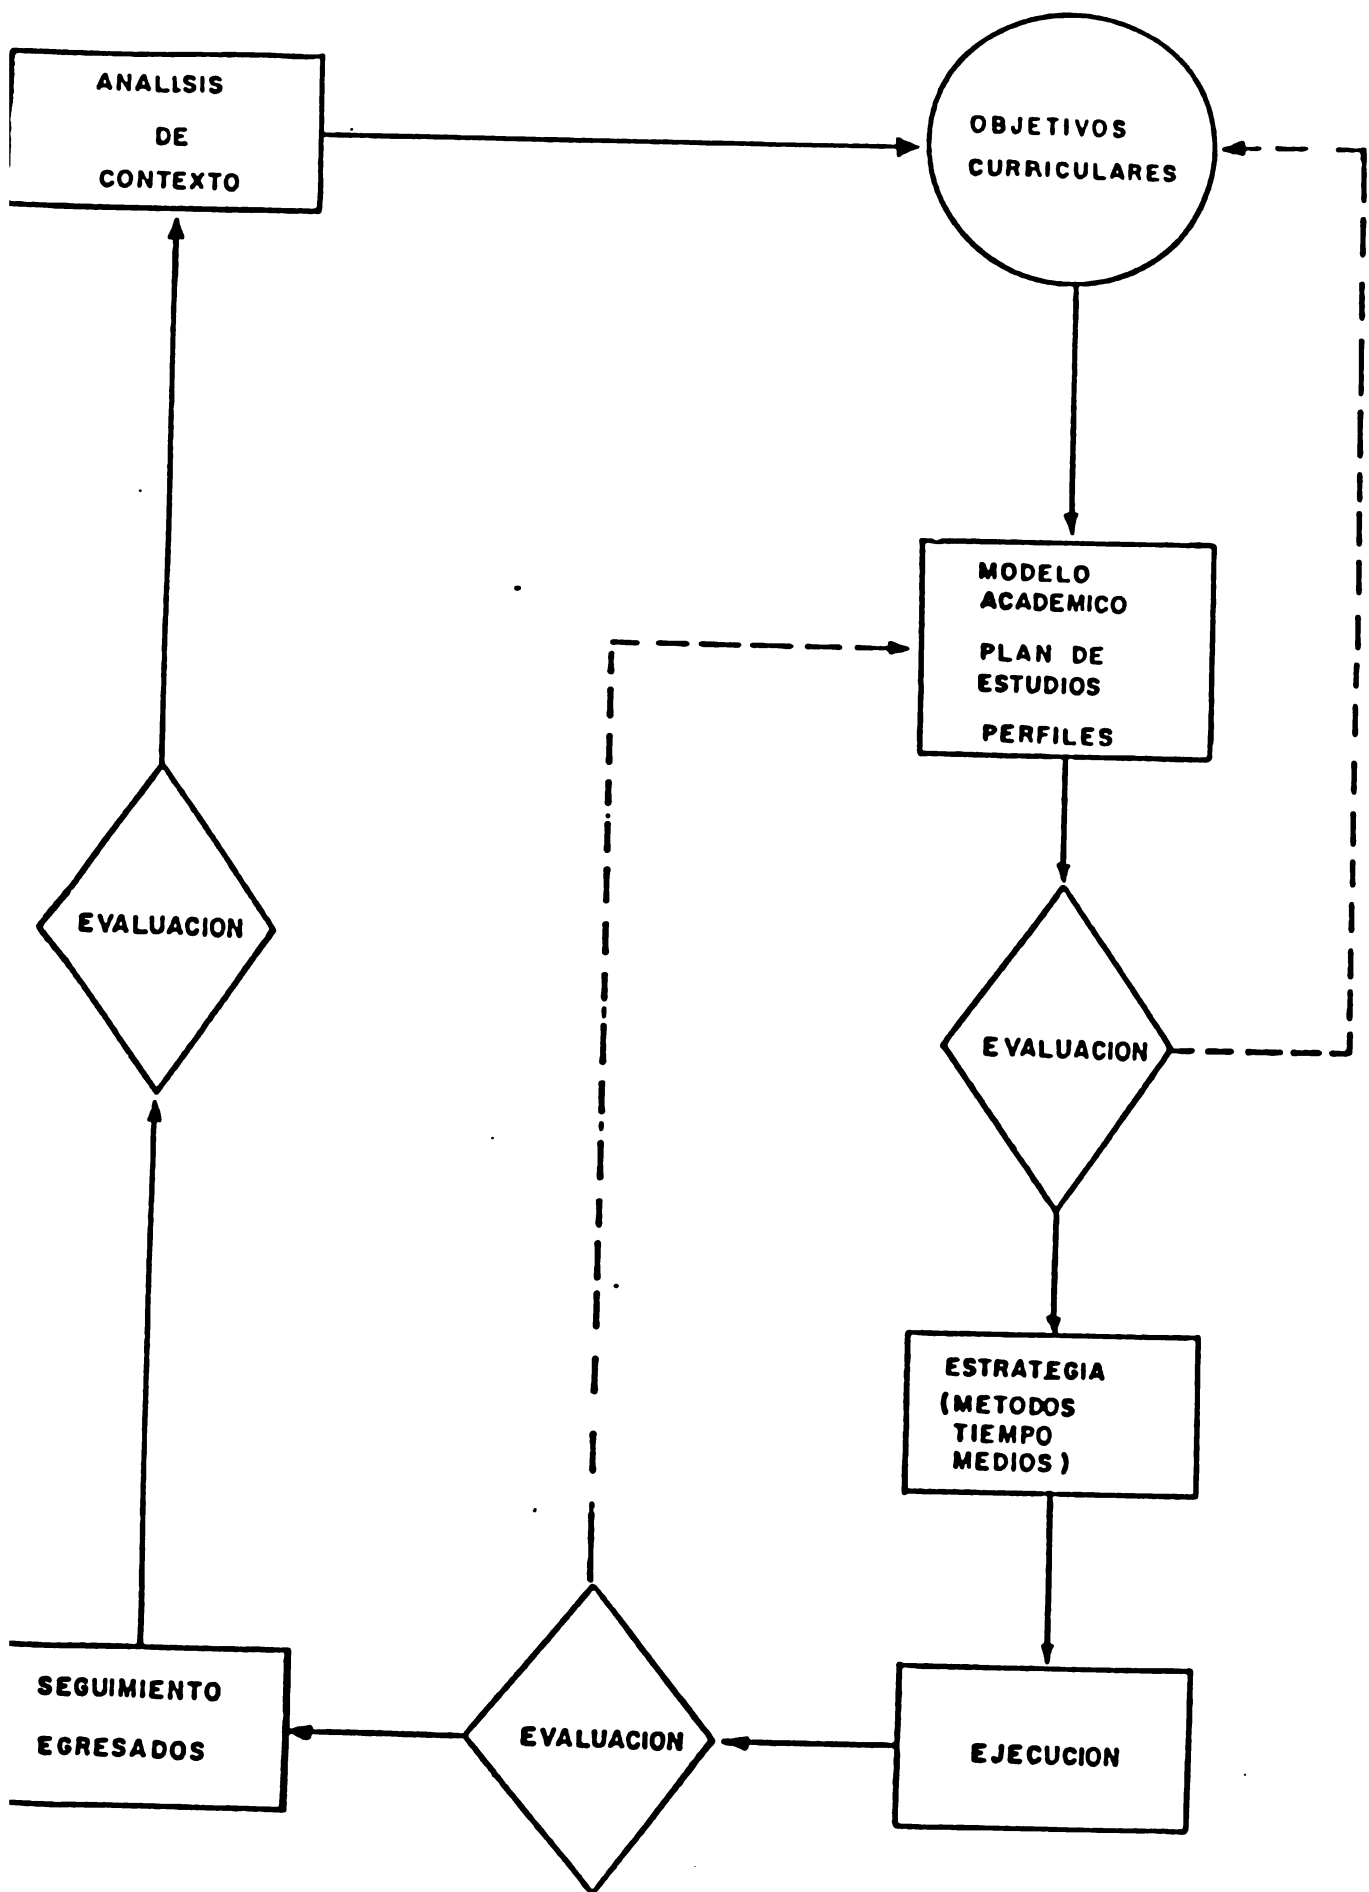 ANALISIS
DE
CONTEXTO
OBJETIVOS
CURRICULARES
MODELO
ACADEMICO
PLAN DE
ESTUDIOS
PERFILES
EVALUACION
EVALUACION
ESTRATEGIA
(METODOS
TIEMPO
MEDIOS)
SEGUIMIENTO
EGRESADOS
EVALUACION
EJECUCION